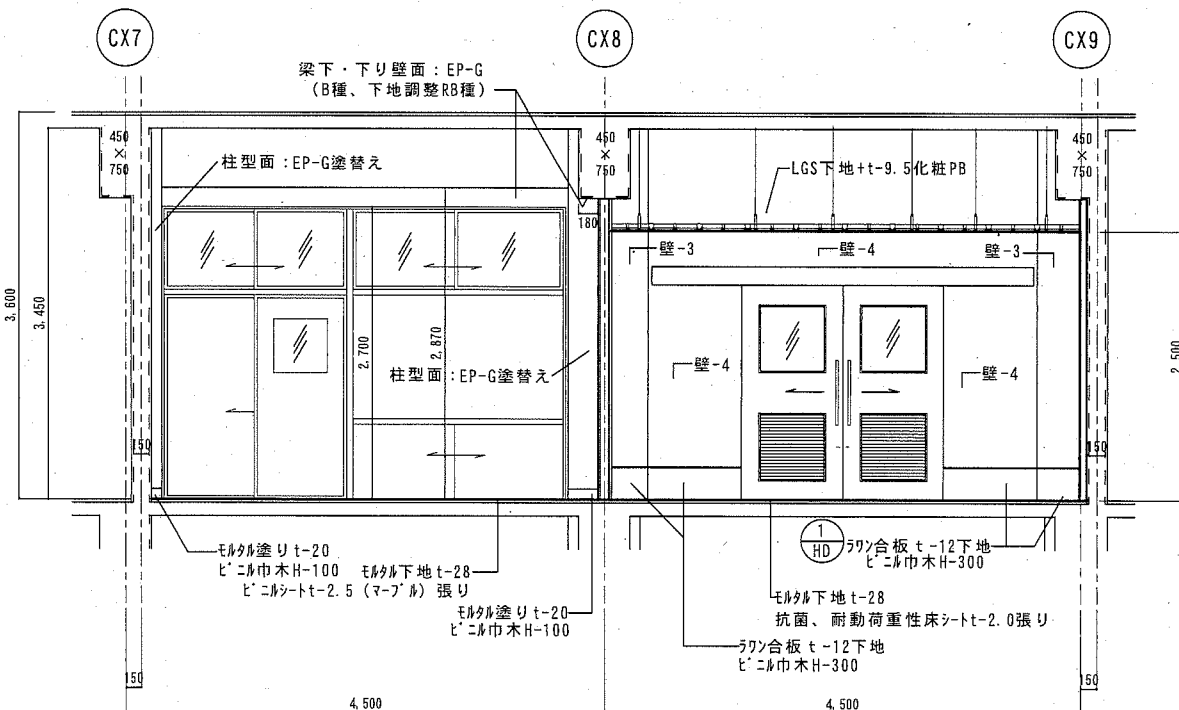 CX7
CX8
CX9
梁下・下り壁面：EP-G
(B種、下地調整RB種)
450
×
750
450
×
750
450
×
750
柱型面：EP-G塗替え
LGS下地+t-9.5化粧PB
180
壁-3
壁-4
壁-3
3,600
3,450
2,700
2,870
2,500
柱型面：EP-G塗替え
壁-4
壁-4
150
150
モルタル塗りt-20
ビニル巾木H-100
モルタル下地t-28
ビニルシートt-2.5（マーブル）張り
モルタル塗りt-20
ビニル巾木H-100
1
HD
ラワン合板t-12下地
ビニル巾木H-300
モルタル下地t-28
抗菌、耐動荷重性床シートt-2.0張り
ラワン合板t-12下地
ビニル巾木H-300
150
150
4,500
4,500